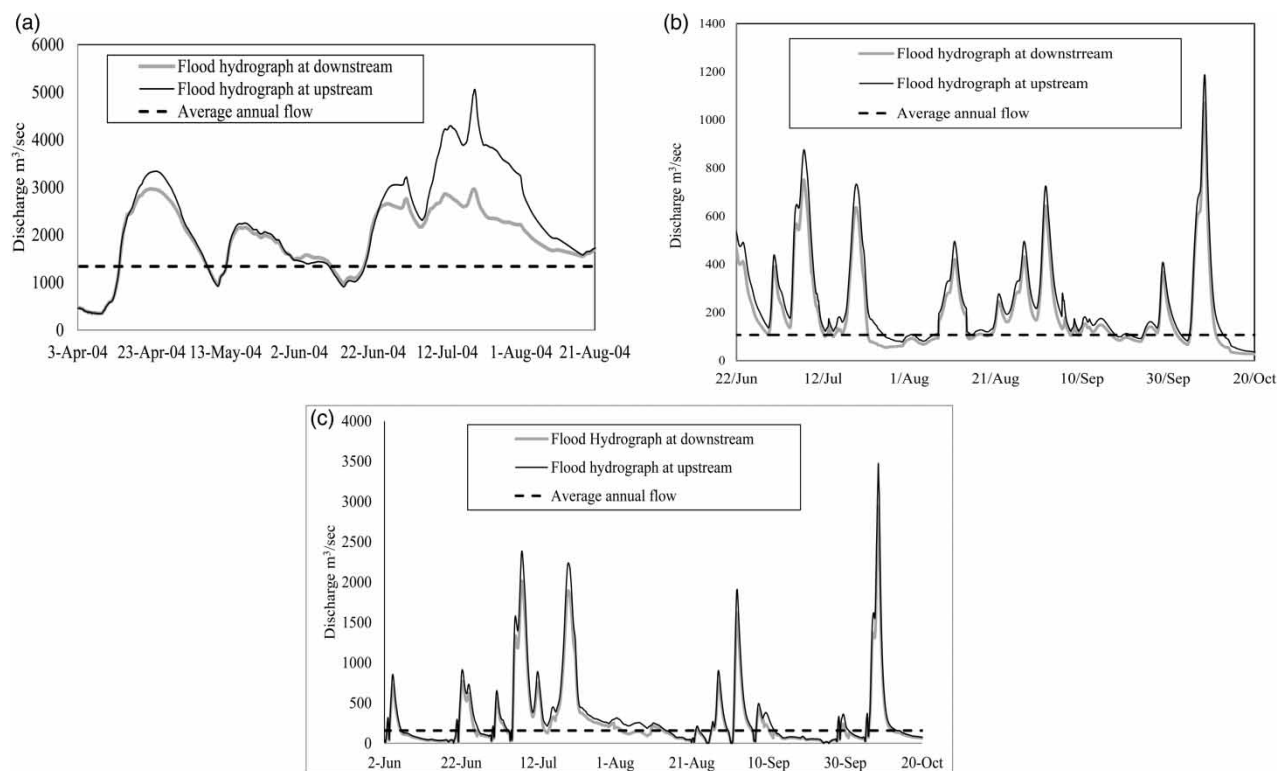 (a)
6000
5000
4000
3000
2000
1000
0
Discharge m³/sec
Flood hydrograph at downstream
Flood hydrograph at upstream
Average annual flow
3-Apr-04 23-Apr-04 13-May-04 2-Jun-04 22-Jun-04 12-Jul-04 1-Aug-04 21-Aug-04
(b)
1400
1200
1000
800
600
400
200
0
Discharge m³/sec
Flood hydrograph at downstrream
Flood hydrograph at upstream
Average annual flow
22/Jun 12/Jul 1/Aug 21/Aug 10/Sep 30/Sep 20/Oct
(c)
4000
3500
3000
2500
2000
1500
1000
500
0
Discharge m³/sec
Flood Hydrograph at downstream
Flood hydrograph at upstream
Average annual flow
2-Jun 22-Jun 12-Jul 1-Aug 21-Aug 10-Sep 30-Sep 20-Oct